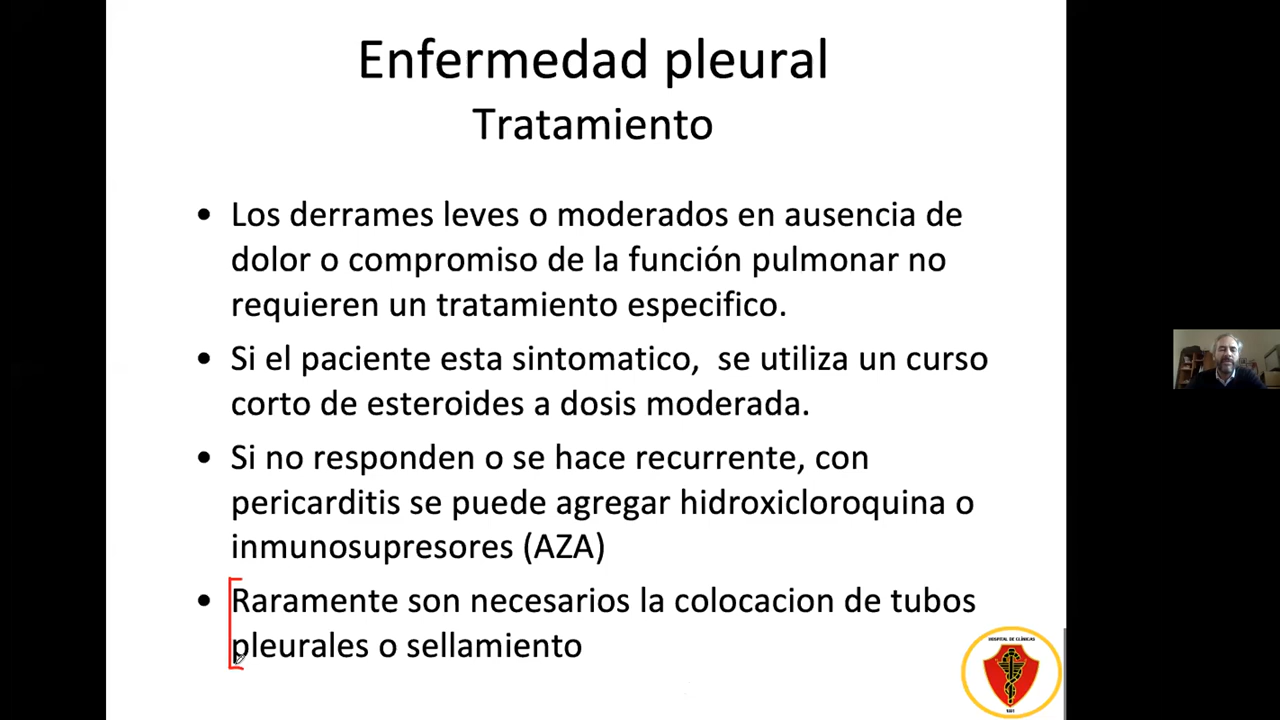 Enfermedad pleural
Tratamiento
• Los derrames leves o moderados en ausencia de
dolor o compromiso de la función pulmonar no
requieren un tratamiento especifico.
• Si el paciente esta sintomatico, se utiliza un curso
corto de esteroides a dosis moderada.
• Si no responden o se hace recurrente, con
pericarditis se puede agregar hidroxicloroquina o
inmunosupresores (AZA)
• Raramente son necesarios la colocacion de tubos
pleurales o sellamiento
HOSPITAL DE CLÍNICAS